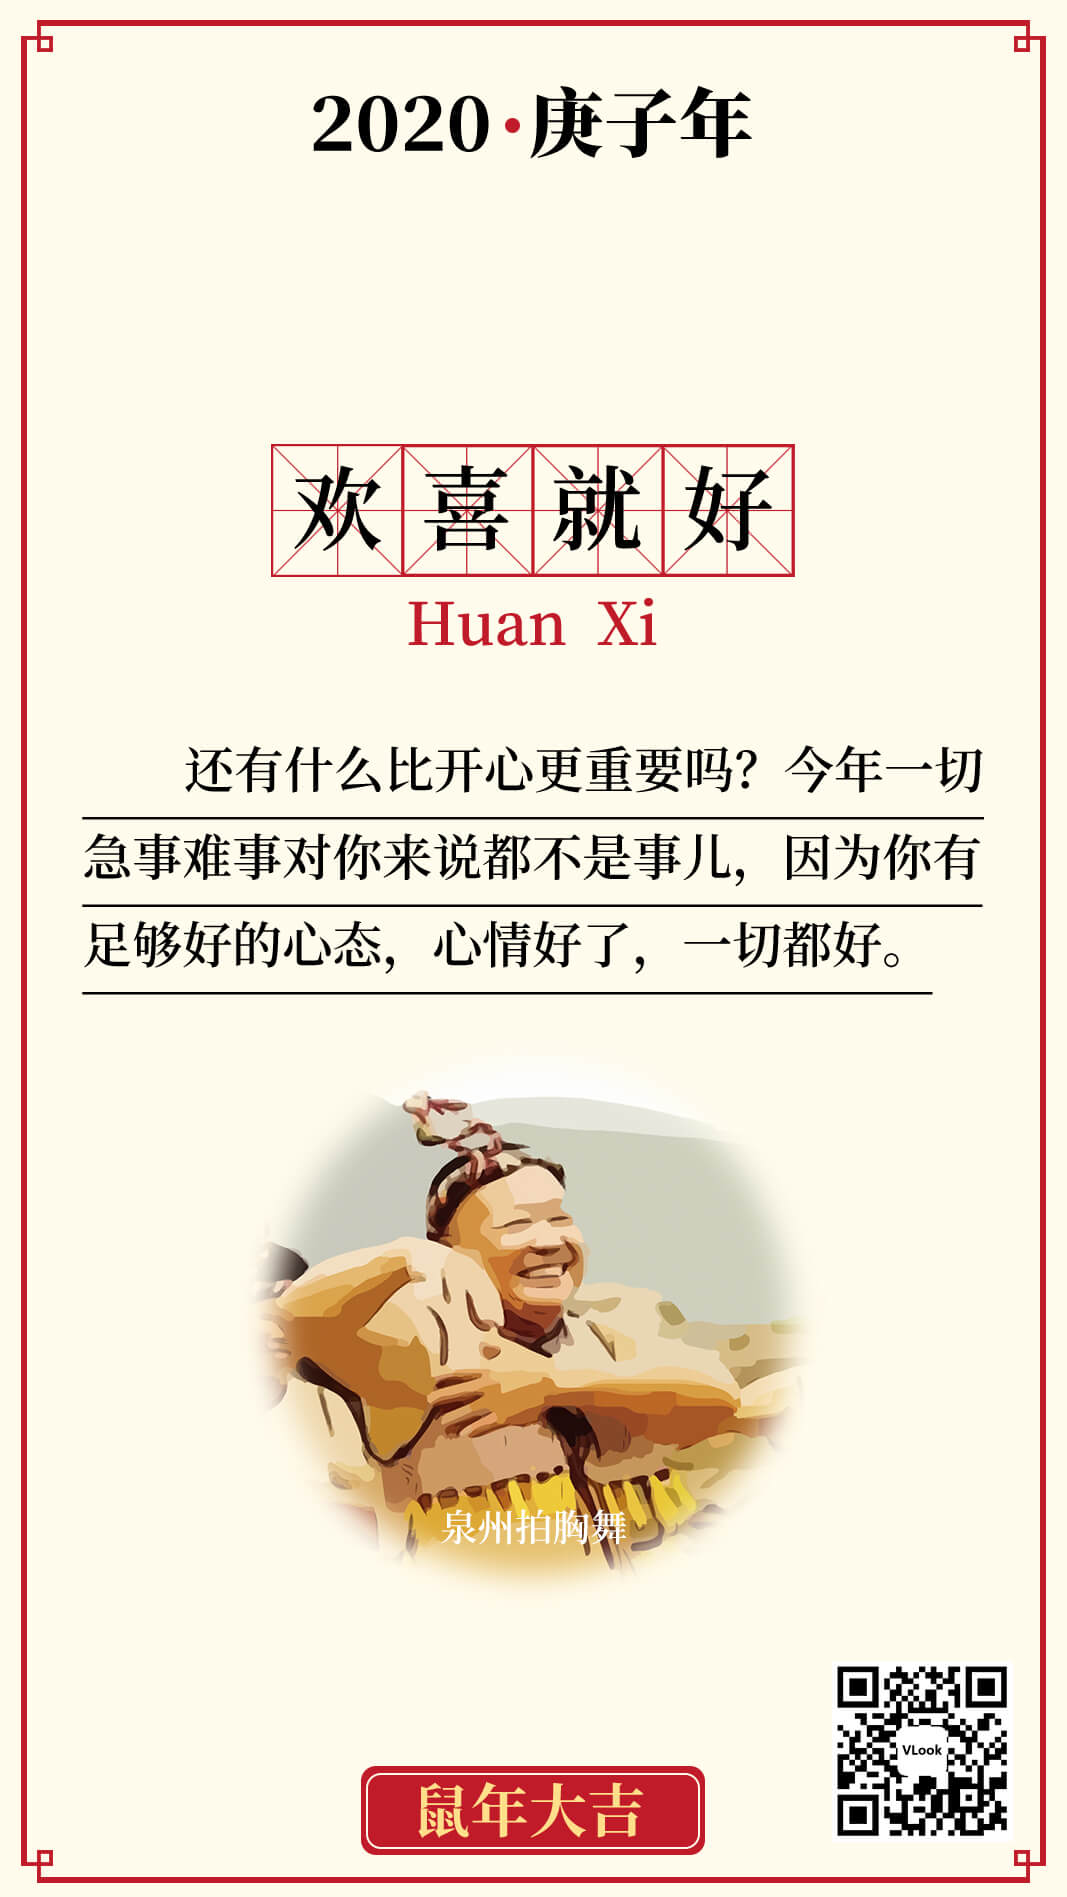 2020·庚子年
欢喜就好
Huan Xi
还有什么比开心更重要吗？今年一切
急事难事对你来说都不是事儿，因为你有
足够好的心态，心情好了，一切都好。
泉州拍胸舞
VLook
鼠年大吉